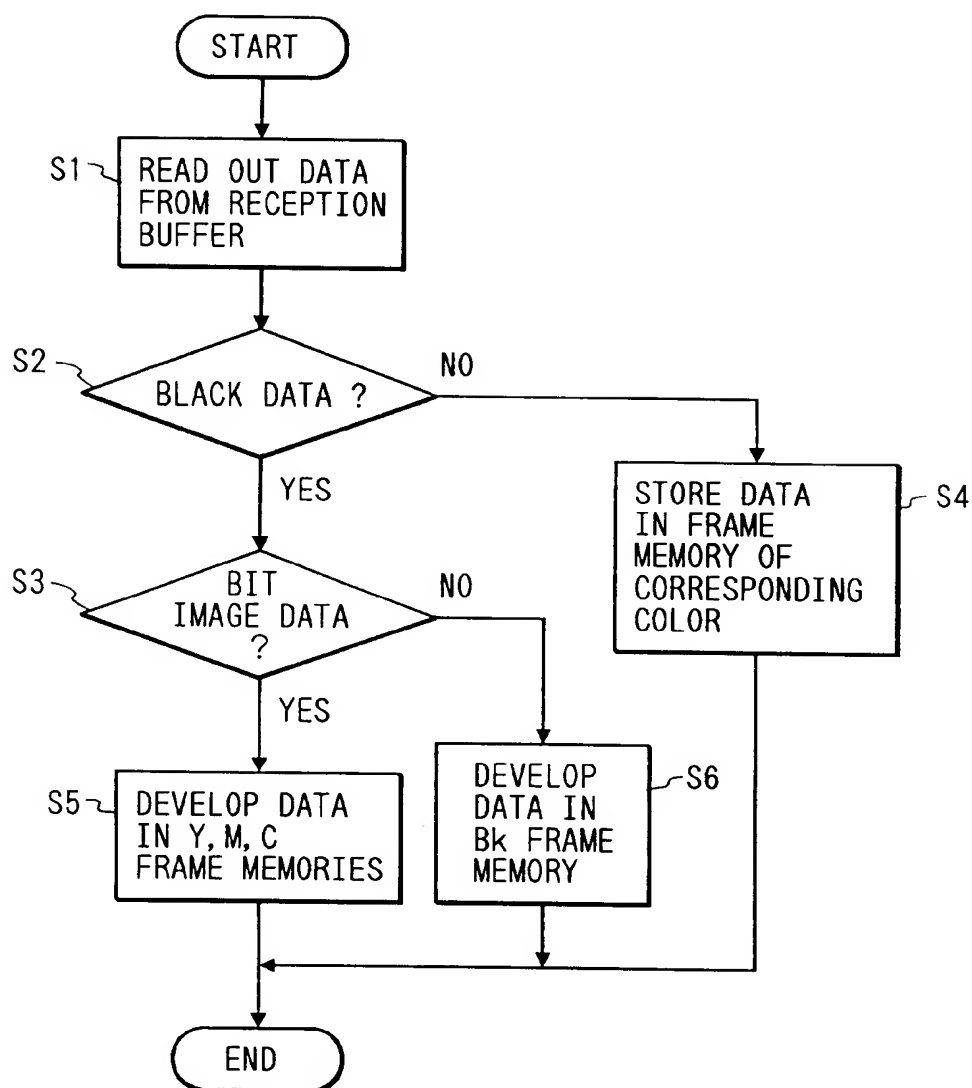 START
S1
READ OUT DATA
FROM RECEPTION
BUFFER
S2
BLACK DATA ?
NO
YES
S4
STORE DATA
IN FRAME
MEMORY OF
CORRESPONDING
COLOR
S3
BIT
IMAGE DATA
?
NO
YES
S5
DEVELOP DATA
IN Y, M, C
FRAME MEMORIES
S6
DEVELOP
DATA IN
Bk FRAME
MEMORY
END